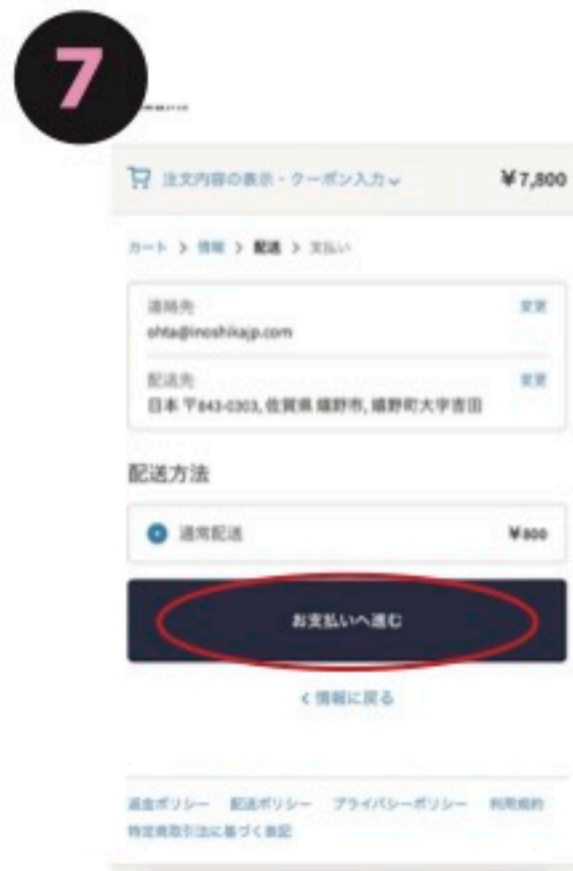 7
注文内容の表示・クーポン入力 ¥7,800
カート > 情報 > 配送 > 支払い
連絡先 変更
ohta@inoshikajp.com
配送先 変更
日本 〒843-0303, 佐賀県 嬉野市, 嬉野町大字吉田
配送方法
通常配送 ¥800
お支払いへ進む
< 情報に戻る
返金ポリシー 配送ポリシー プライバシーポリシー 利用規約
特定商取引法に基づく表記